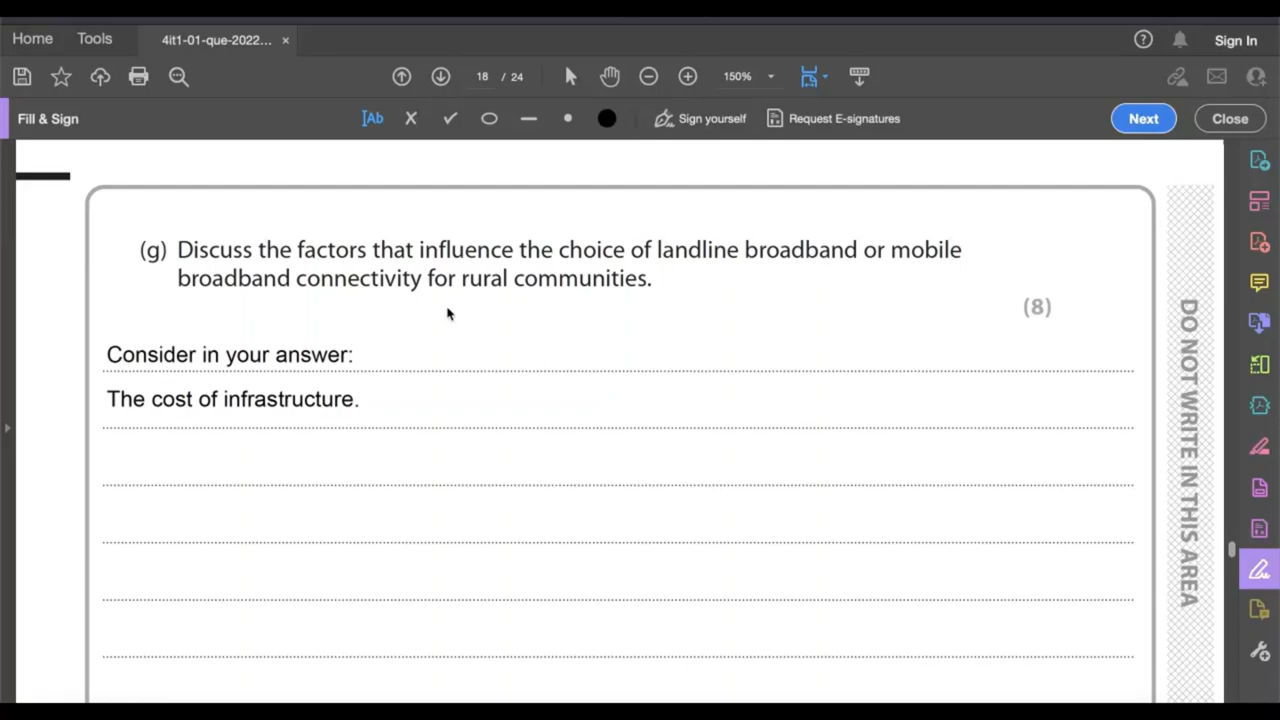 Home Tools 4it1-01-que-2022... ×
Sign In
18 / 24 150%
Fill & Sign Sign yourself Request E-signatures Next Close
(g) Discuss the factors that influence the choice of landline broadband or mobile
broadband connectivity for rural communities.
(8)
Consider in your answer:
The cost of infrastructure.
DO NOT WRITE IN THIS AREA